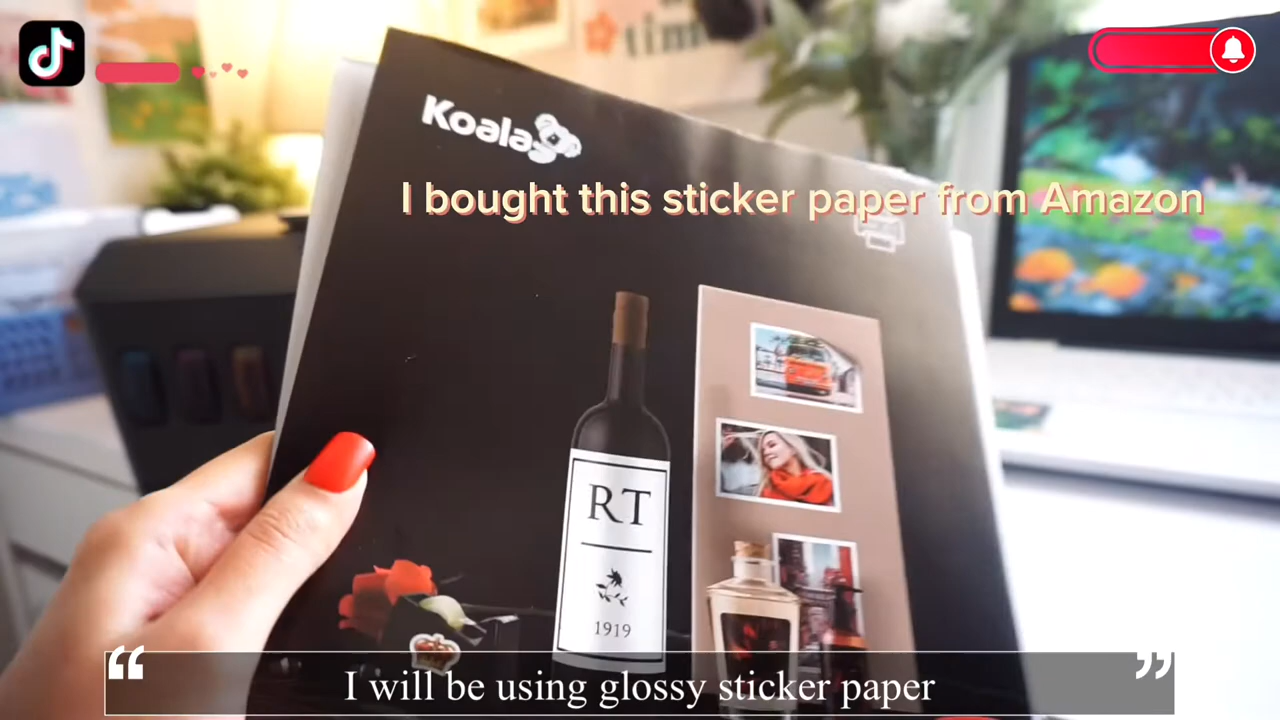 Koala
I bought this sticker paper from Amazon
RT
1919
“ I will be using glossy sticker paper ”